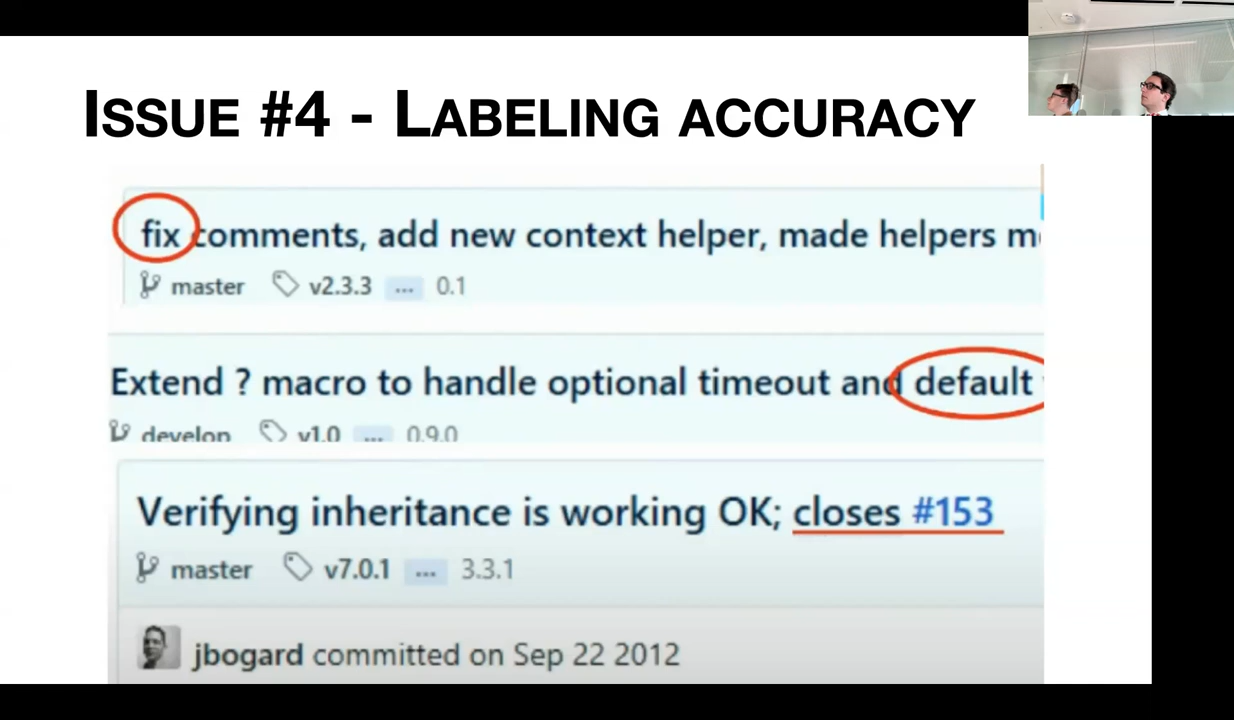 ISSUE #4 - LABELING ACCURACY
fix comments, add new context helper, made helpers
master v2.3.3 ... 0.1
Extend ? macro to handle optional timeout and default
develop v1.0 ... 0.9.0
Verifying inheritance is working OK; closes #153
master v7.0.1 ... 3.3.1
jbogard committed on Sep 22 2012